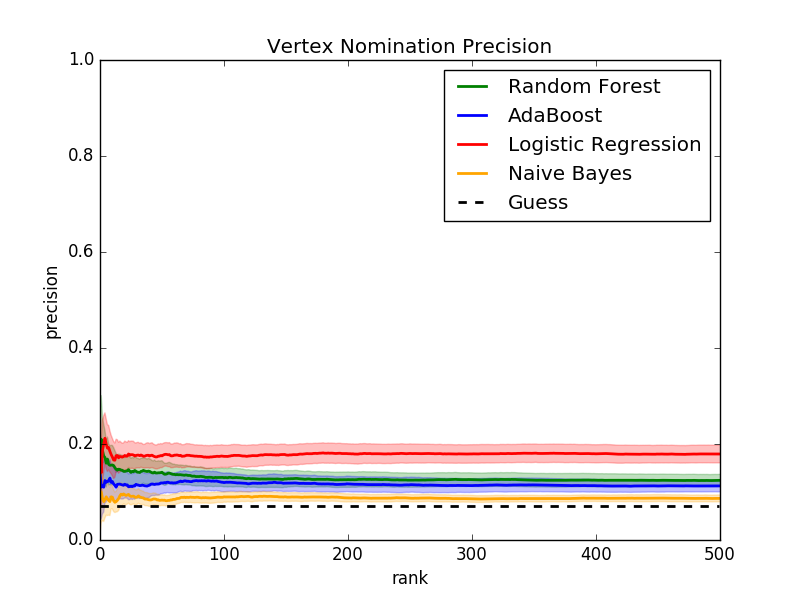 Vertex Nomination Precision
1.0
0.8
0.6
0.4
0.2
0.0
precision
Random Forest
AdaBoost
Logistic Regression
Naive Bayes
Guess
0 100 200 300 400 500
rank